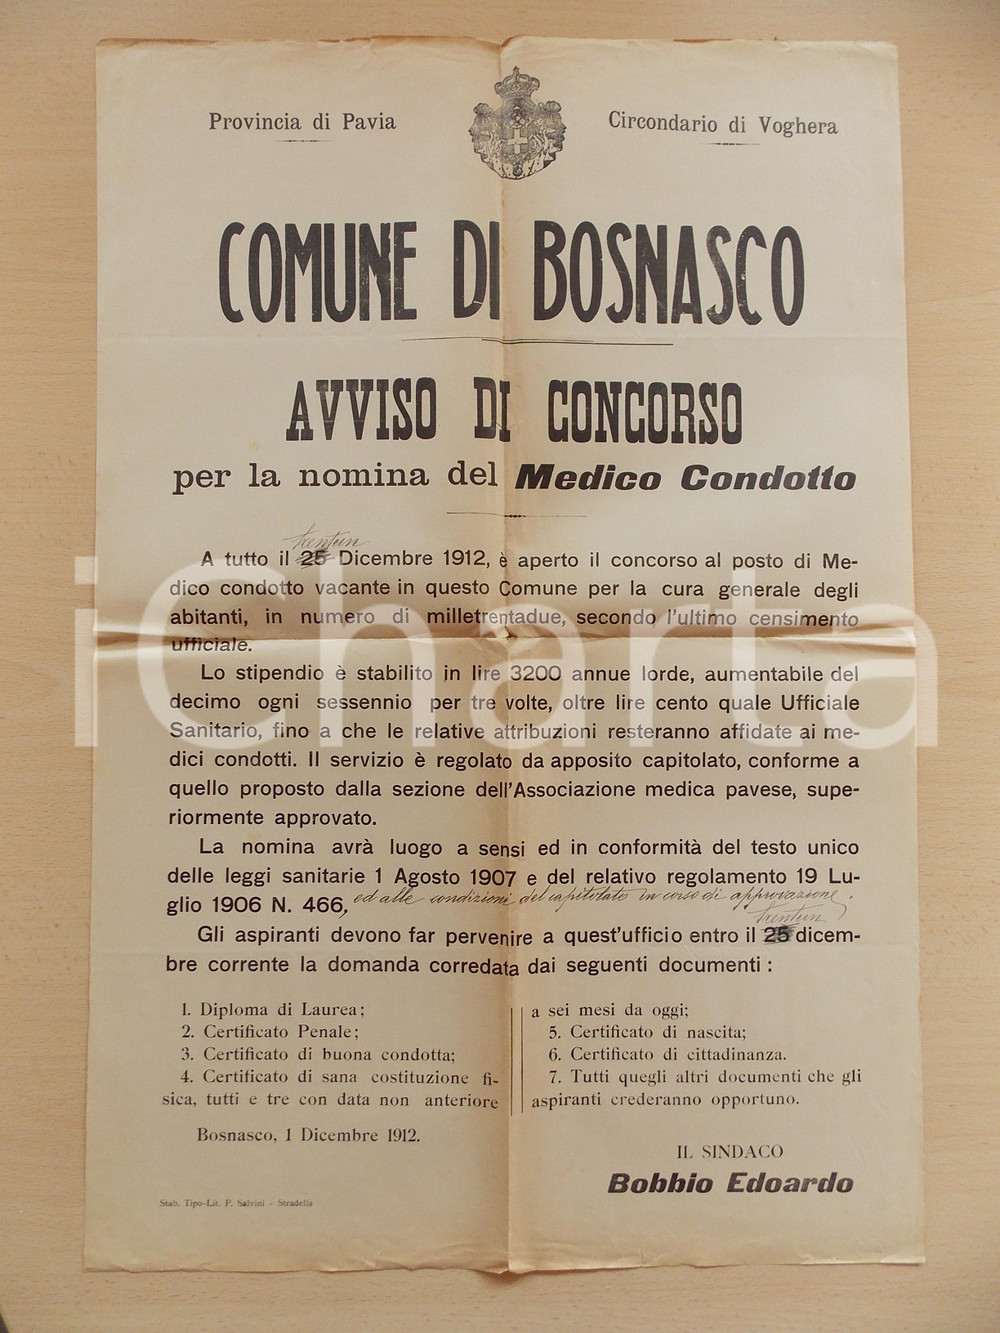 Provincia di Pavia
Circondario di Voghera
COMUNE DI BOSNASCO
AVVISO DI CONCORSO
per la nomina del Medico Condotto
trentun
A tutto il 25 Dicembre 1912, è aperto il concorso al posto di Me-
dico condotto vacante in questo Comune per la cura generale degli
abitanti, in numero di milletrentadue, secondo l'ultimo censimento
ufficiale.
Lo stipendio è stabilito in lire 3200 annue lorde, aumentabile del
decimo ogni sessennio per tre volte, oltre lire cento quale Ufficiale
Sanitario, fino a che le relative attribuzioni resteranno affidate ai me-
dici condotti. Il servizio è regolato da apposito capitolato, conforme a
quello proposto dalla sezione dell'Associazione medica pavese, supe-
riormente approvato.
La nomina avrà luogo a sensi ed in conformità del testo unico
delle leggi sanitarie 1 Agosto 1907 e del relativo regolamento 19 Lu-
glio 1906 N. 466, ed alle condizioni del capitolato in corso di approvazione.
trentun
Gli aspiranti devono far pervenire a quest'ufficio entro il 25 dicem-
bre corrente la domanda corredata dai seguenti documenti :
1. Diploma di Laurea;
2. Certificato Penale;
3. Certificato di buona condotta;
4. Certificato di sana costituzione fi-
sica, tutti e tre con data non anteriore
a sei mesi da oggi;
5. Certificato di nascita;
6. Certificato di cittadinanza.
7. Tutti quegli altri documenti che gli
aspiranti crederanno opportuno.
Bosnasco, 1 Dicembre 1912.
IL SINDACO
Bobbio Edoardo
Stab. Tipo-Lit. P. Salvini - Stradella
iCharta